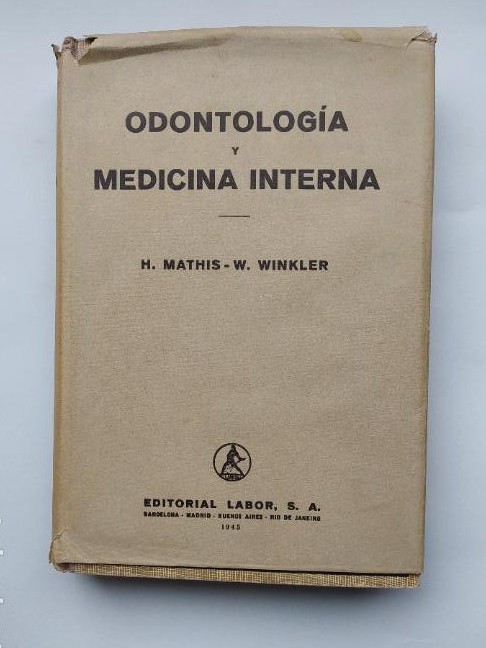 ODONTOLOGÍA
Y
MEDICINA INTERNA
H. MATHIS - W. WINKLER
EDITORIAL LABOR, S. A.
BARCELONA - MADRID - BUENOS AIRES - RIO DE JANEIRO
1945